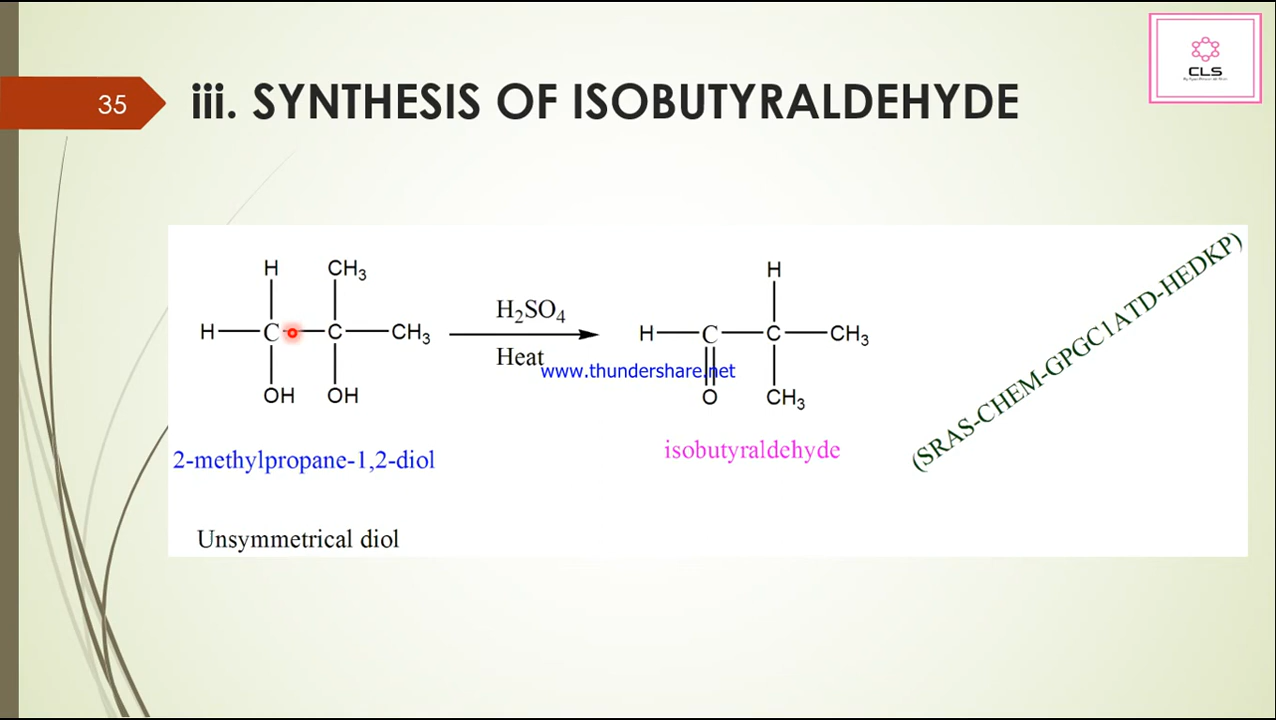 35
iii. SYNTHESIS OF ISOBUTYRALDEHYDE
CLS
H CH₃
H C C CH₃
OH OH
H₂SO₄
Heat
H
H C C CH₃
O CH₃
www.thundershare.net
2-methylpropane-1,2-diol
isobutyraldehyde
Unsymmetrical diol
(SRAS-CHEM-GPGC1ATD-HEDKP)